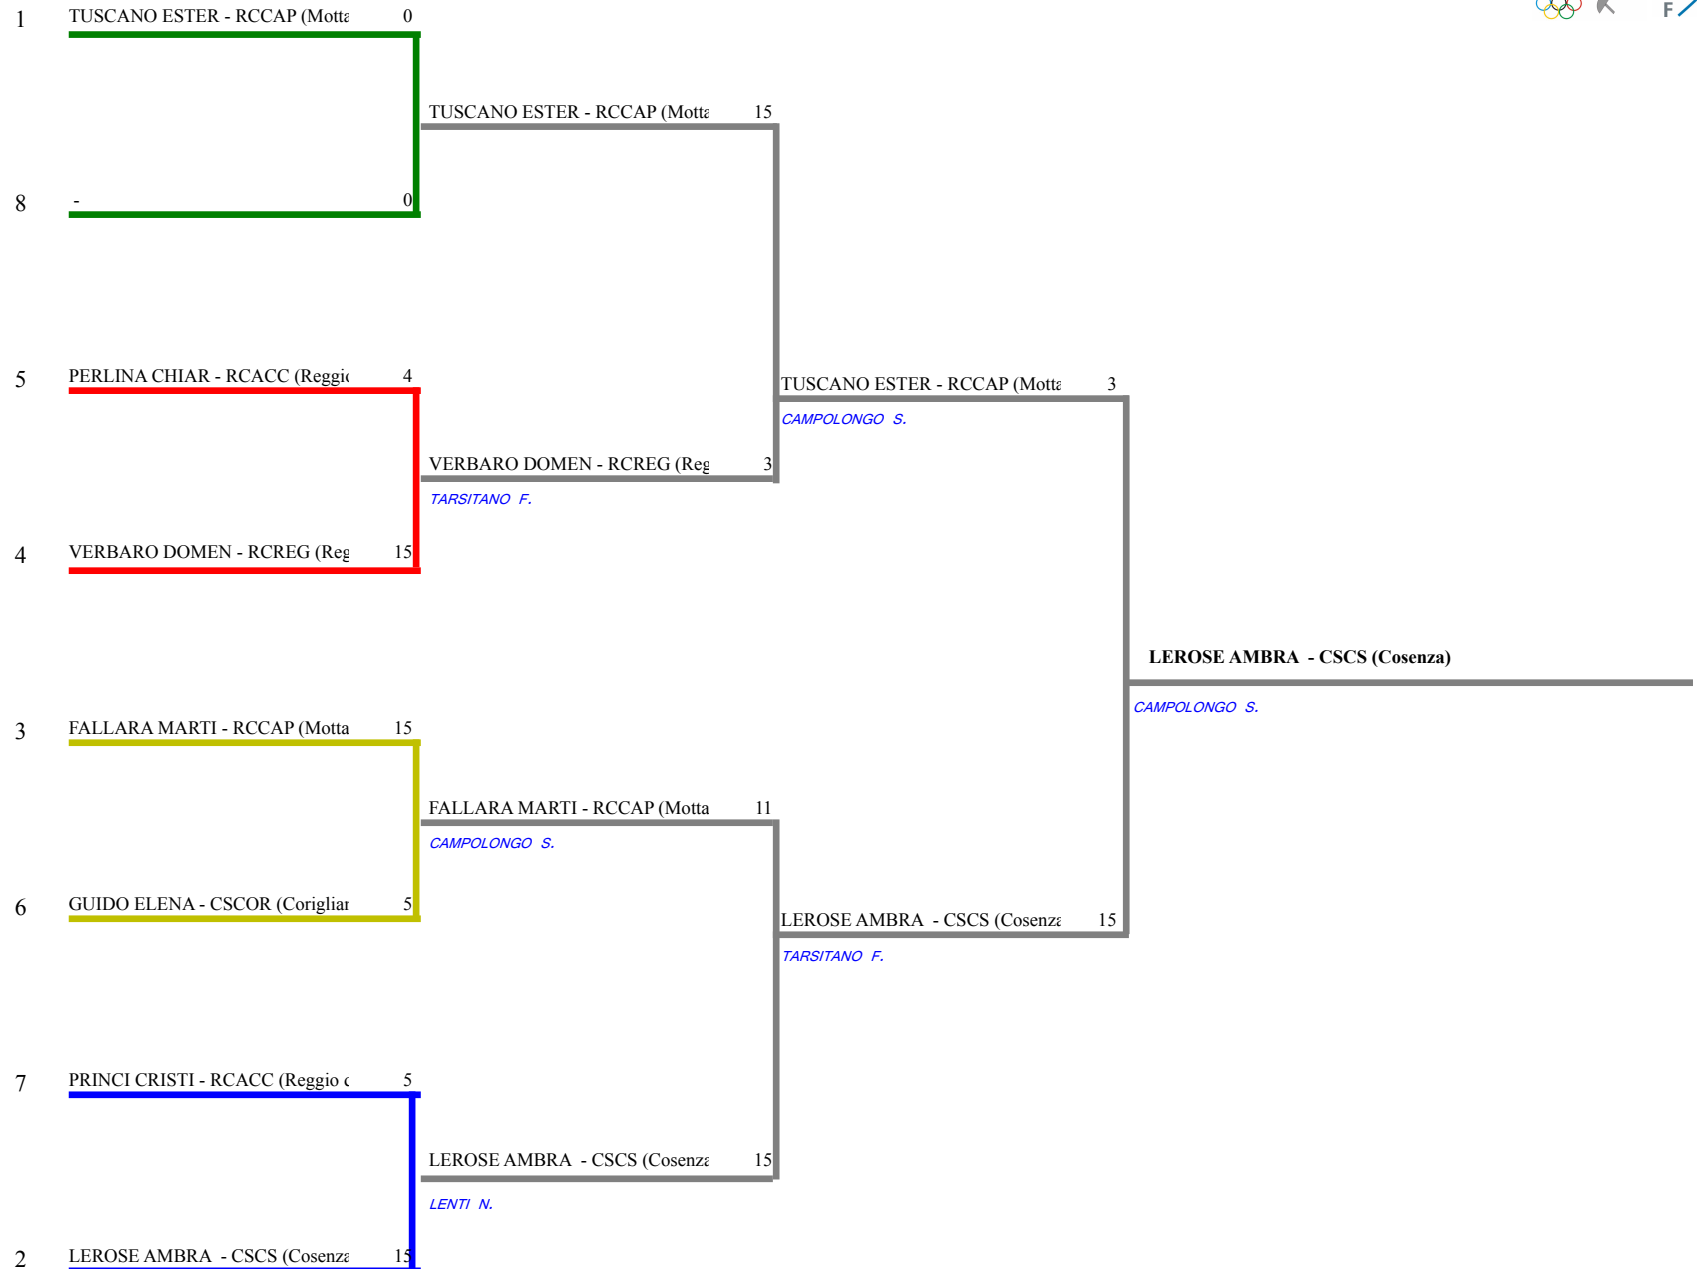 1 TUSCANO ESTER - RCCAP (Motta 0
F
TUSCANO ESTER - RCCAP (Motta 15
8 - 0
5 PERLINA CHIAR - RCACC (Reggio 4
TUSCANO ESTER - RCCAP (Motta 3
CAMPOLONGO S.
VERBARO DOMEN - RCREG (Reg 3
TARSITANO F.
4 VERBARO DOMEN - RCREG (Reg 15
LEROSE AMBRA - CSCS (Cosenza)
CAMPOLONGO S.
3 FALLARA MARTI - RCCAP (Motta 15
FALLARA MARTI - RCCAP (Motta 11
CAMPOLONGO S.
6 GUIDO ELENA - CSCOR (Coriglian 5
LEROSE AMBRA - CSCS (Cosenza 15
TARSITANO F.
7 PRINCI CRISTI - RCACC (Reggio c 5
LEROSE AMBRA - CSCS (Cosenza 15
LENTI N.
2 LEROSE AMBRA - CSCS (Cosenza 15